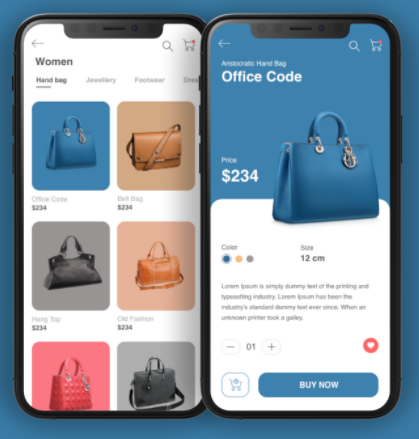 Women
Hand bag Jewellery Footwear Dres
Office Code
$234
Belt Bag
$234
Hang Top
$234
Old Fashion
$234
Aristocratic Hand Bag
Office Code
Price
$234
Color
Size
12 cm
Lorem Ipsum is simply dummy text of the printing and
typesetting industry. Lorem Ipsum has been the
industry's standard dummy text ever since. When an
unknown printer took a galley.
01
BUY NOW